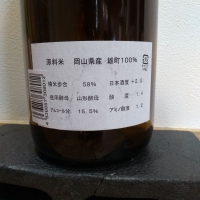 原料米 岡山県産 雄町100%
精米歩合 58% 日本酒度 +2.0
使用酵母 山形酵母 酸度 1.4
アルコール分 15.5% アミノ酸度 1.2